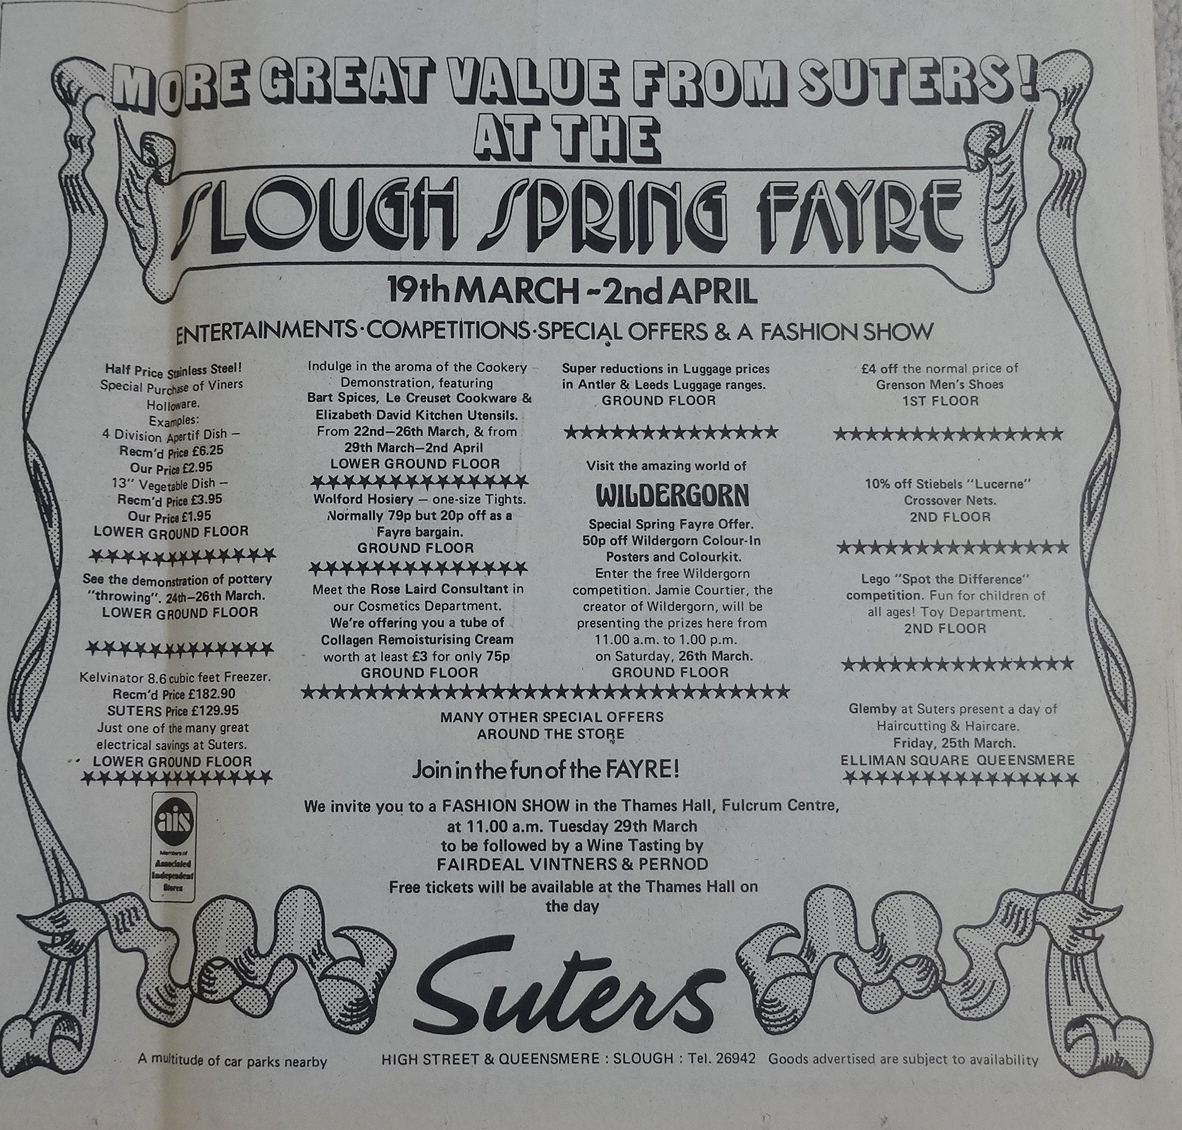 MORE GREAT VALUE FROM SUTERS!
AT THE
SLOUGH SPRING FAYRE
19th MARCH ~ 2nd APRIL
ENTERTAINMENTS·COMPETITIONS·SPECIAL OFFERS & A FASHION SHOW
Half Price Stainless Steel!
Special Purchase of Viners
Holloware.
Examples:
4 Division Apertif Dish —
Recm'd Price £6.25
Our Price £2.95
13" Vegetable Dish —
Recm'd Price £3.95
Our Price £1.95
LOWER GROUND FLOOR
See the demonstration of pottery
"throwing". 24th—26th March.
LOWER GROUND FLOOR
Kelvinator 8.6 cubic feet Freezer.
Recm'd Price £182.90
SUTERS Price £129.95
Just one of the many great
electrical savings at Suters.
LOWER GROUND FLOOR
Indulge in the aroma of the Cookery
Demonstration, featuring
Bart Spices, Le Creuset Cookware &
Elizabeth David Kitchen Utensils.
From 22nd—26th March, & from
29th March—2nd April
LOWER GROUND FLOOR
Wolford Hosiery — one-size Tights.
Normally 79p but 20p off as a
Fayre bargain.
GROUND FLOOR
Meet the Rose Laird Consultant in
our Cosmetics Department.
We're offering you a tube of
Collagen Remoisturising Cream
worth at least £3 for only 75p
GROUND FLOOR
Super reductions in Luggage prices
in Antler & Leeds Luggage ranges.
GROUND FLOOR
Visit the amazing world of
WILDERGORN
Special Spring Fayre Offer.
50p off Wildergorn Colour-In
Posters and Colourkit.
Enter the free Wildergorn
competition. Jamie Courtier, the
creator of Wildergorn, will be
presenting the prizes here from
11.00 a.m. to 1.00 p.m.
on Saturday, 26th March.
GROUND FLOOR
£4 off the normal price of
Grenson Men's Shoes
1ST FLOOR
10% off Stiebels "Lucerne"
Crossover Nets.
2ND FLOOR
Lego "Spot the Difference"
competition. Fun for children of
all ages! Toy Department.
2ND FLOOR
Glemby at Suters present a day of
Haircutting & Haircare.
Friday, 25th March.
ELLIMAN SQUARE QUEENSMERE
MANY OTHER SPECIAL OFFERS
AROUND THE STORE
Join in the fun of the FAYRE!
We invite you to a FASHION SHOW in the Thames Hall, Fulcrum Centre,
at 11.00 a.m. Tuesday 29th March
to be followed by a Wine Tasting by
FAIRDEAL VINTNERS & PERNOD
Free tickets will be available at the Thames Hall on
the day
ais
Members of
Associated
Independent
Stores
Suters
A multitude of car parks nearby
HIGH STREET & QUEENSMERE : SLOUGH : Tel. 26942
Goods advertised are subject to availability